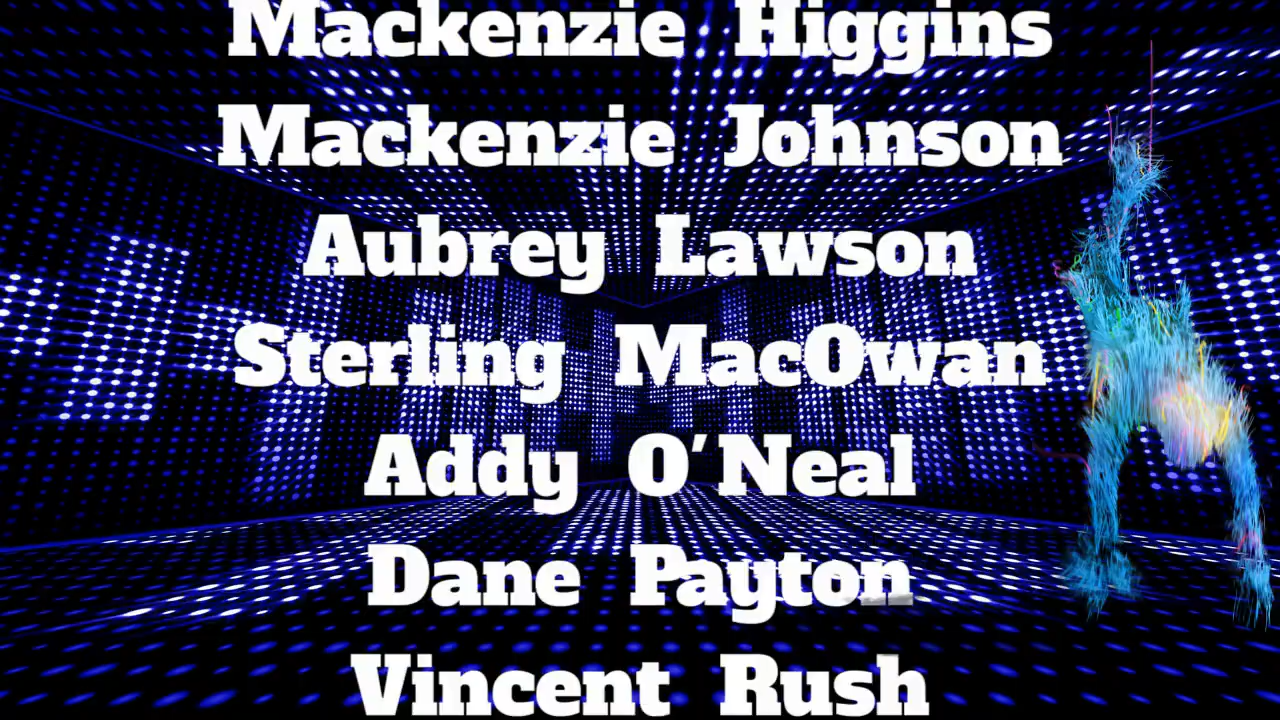 Mackenzie Higgins
Mackenzie Johnson
Aubrey Lawson
Sterling MacOwan
Addy O'Neal
Dane Payton
Vincent Rush